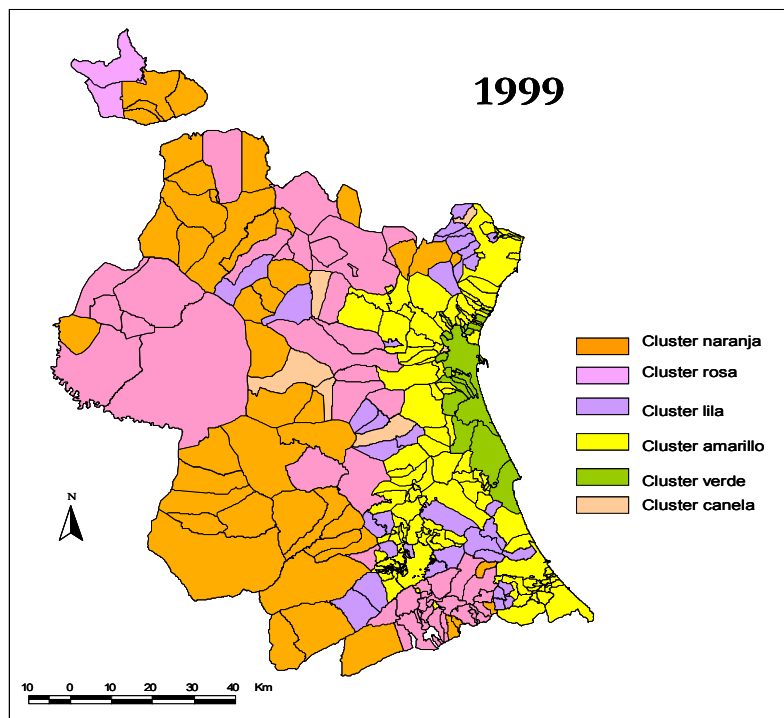 1999
Cluster naranja
Cluster rosa
Cluster lila
Cluster amarillo
Cluster verde
Cluster canela
N
10 0 10 20 30 40 Km